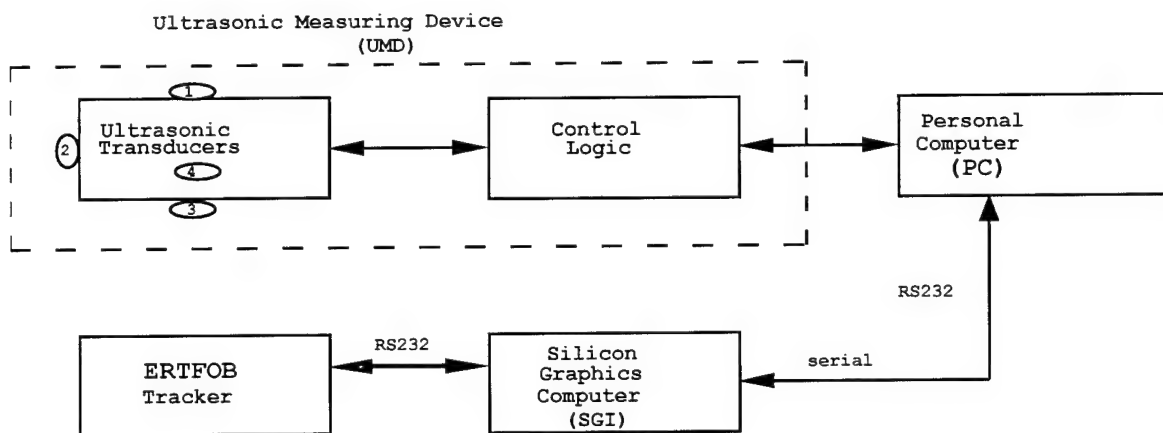 Ultrasonic Measuring Device
(UMD)
1
2
Ultrasonic
Transducers
4
3
Control
Logic
Personal
Computer
(PC)
RS232
serial
RS232
ERTFOB
Tracker
Silicon
Graphics
Computer
(SGI)